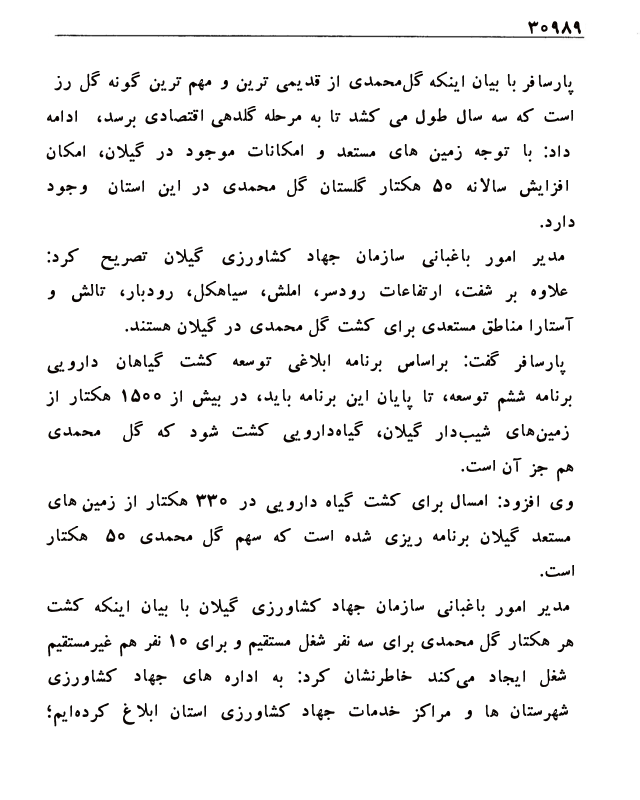 ۳۰۹۸۹
پارسافر با بیان اینکه گل‌محمدی از قدیمی ترین و مهم ترین گونه گل رز
است که سه سال طول می کشد تا به مرحله گلدهی اقتصادی برسد، ادامه
داد: با توجه زمین های مستعد و امکانات موجود در گیلان، امکان
افزایش سالانه ۵۰ هکتار گلستان گل محمدی در این استان وجود
دارد.
مدیر امور باغبانی سازمان جهاد کشاورزی گیلان تصریح کرد:
علاوه بر شفت، ارتفاعات رودسر، املش، سیاهکل، رودبار، تالش و
آستارا مناطق مستعدی برای کشت گل محمدی در گیلان هستند.
پارسافر گفت: براساس برنامه ابلاغی توسعه کشت گیاهان دارویی
برنامه ششم توسعه، تا پایان این برنامه باید، در بیش از ۱۵۰۰ هکتار از
زمین‌های شیب‌دار گیلان، گیاه‌دارویی کشت شود که گل محمدی
هم جز آن است.
وی افزود: امسال برای کشت گیاه دارویی در ۳۳۰ هکتار از زمین های
مستعد گیلان برنامه ریزی شده است که سهم گل محمدی ۵۰ هکتار
است.
مدیر امور باغبانی سازمان جهاد کشاورزی گیلان با بیان اینکه کشت
هر هکتار گل محمدی برای سه نفر شغل مستقیم و برای ۱۰ نفر هم غیرمستقیم
شغل ایجاد می‌کند خاطرنشان کرد: به اداره های جهاد کشاورزی
شهرستان ها و مراکز خدمات جهاد کشاورزی استان ابلاغ کرده‌ایم؛